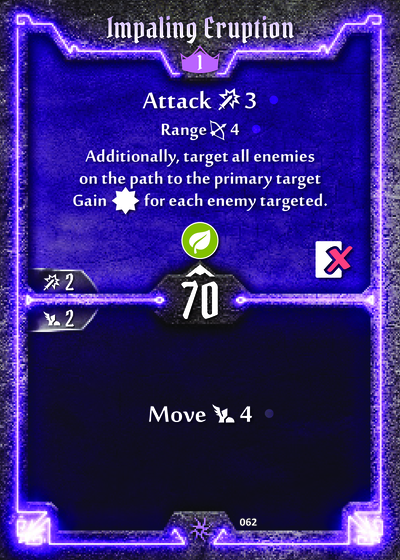 Impaling Eruption
1
Attack 3
Range 4
Additionally, target all enemies
on the path to the primary target
Gain for each enemy targeted.
2
70
2
Move 4
062